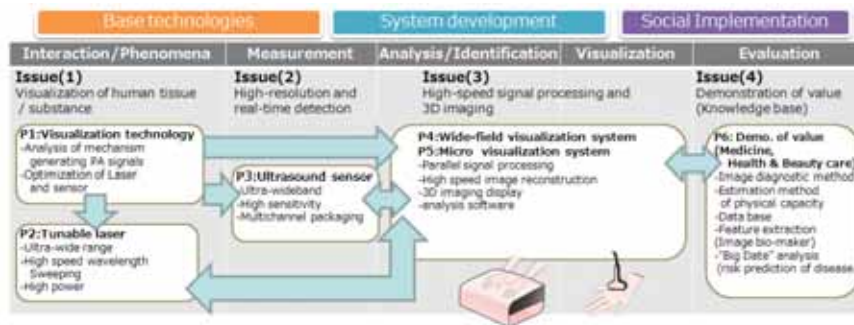 Base technologies
System development
Social Implementation
Interaction/Phenomena
Measurement
Analysis/Identification
Visualization
Evaluation
Issue(1)
Visualization of human tissue
/ substance
Issue(2)
High-resolution and
real-time detection
Issue(3)
High-speed signal processing and
3D imaging
Issue(4)
Demonstration of value
(Knowledge base)
P1:Visualization technology
-Analysis of mechanism
generating PA signals
-Optimization of Laser
and sensor
P2:Tunable laser
-Ultra-wide range
-High speed wavelength
Sweeping
-High power
P3:Ultrasound sensor
-Ultra-wideband
-High sensitivity
-Multichannel packaging
P4:Wide-field visualization system
P5:Micro visualization system
-Parallel signal processing
-High speed image reconstruction
-3D imaging display
-analysis software
P6: Demo. of value
(Medicine,
Health & Beauty care)
-Image diagnostic method
-Estimation method
of physical capacity
-Data base
-Feature extraction
(Image bio-maker)
-"Big Date" analysis
(risk prediction of disease